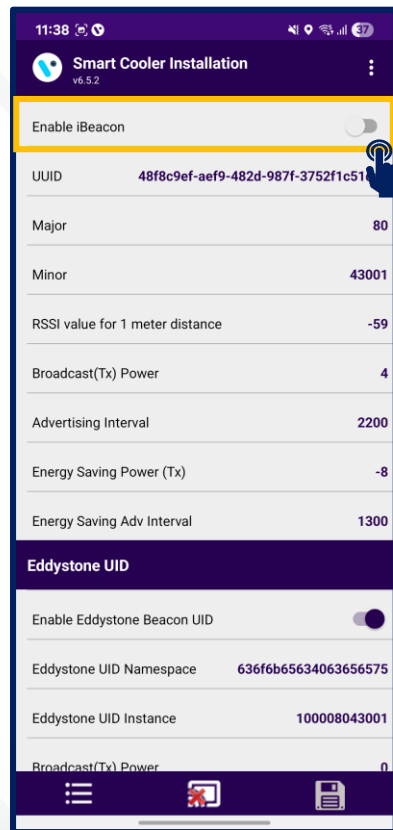 11:38
37
Smart Cooler Installation
v6.5.2
Enable iBeacon
UUID 48f8c9ef-aef9-482d-987f-3752f1c51
Major 80
Minor 43001
RSSI value for 1 meter distance -59
Broadcast(Tx) Power 4
Advertising Interval 2200
Energy Saving Power (Tx) -8
Energy Saving Adv Interval 1300
Eddystone UID
Enable Eddystone Beacon UID
Eddystone UID Namespace 636f6b65634063656575
Eddystone UID Instance 100008043001
Broadcast(Tx) Power 0